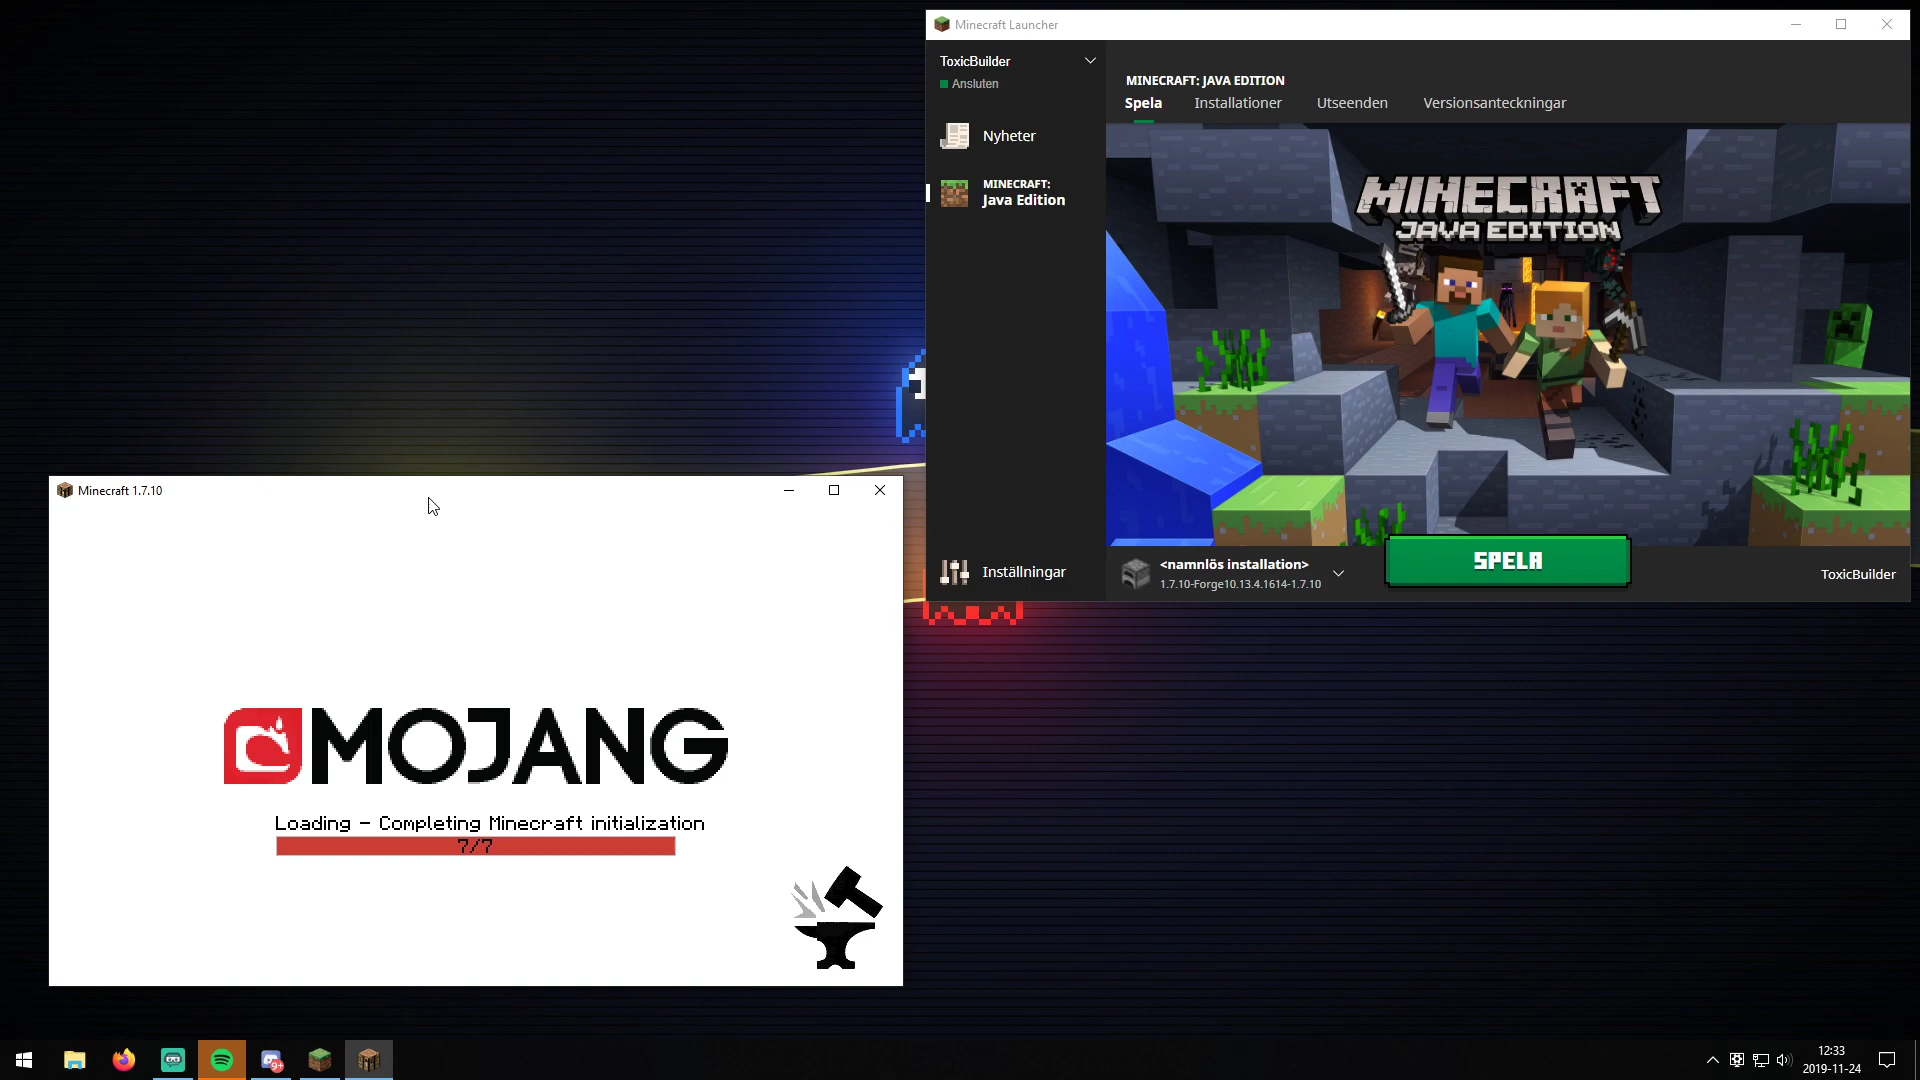 Minecraft Launcher
ToxicBuilder
Ansluten
Nyheter
MINECRAFT:
Java Edition
Inställningar
MINECRAFT: JAVA EDITION
Spela Installationer Utseenden Versionsanteckningar
MINECRAFT
JAVA EDITION
<namnlös installation>
1.7.10-Forge10.13.4.1614-1.7.10
SPELA
ToxicBuilder
Minecraft 1.7.10
MOJANG
Loading - Completing Minecraft initialization
7/7
9+
12:33
2019-11-24